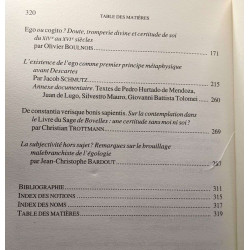 320
TABLE DES MATIÈRES
Ego ou cogito ? Doute, tromperie divine et certitude de soi
du XIVe au XVIe siècles
par Olivier BOULNOIS
171
L'existence de l'ego comme premier principe métaphysique
avant Descartes
par Jacob SCHMUTZ
215
Annexe documentaire. Textes de Pedro Hurtado de Mendoza,
Juan de Lugo, Silvestro Mauro, Giovanni Battista Tolomei
260
De constantia verioris bonis sapientis. Sur la contemplation dans
le Livre du Sage de Bovelles : une certitude sans moi ni soi ?
par Christian TROTTMANN
269
La subjectivité hors sujet ? Remarques sur le brouillage
malebranchiste de l'égologie
par Jean-Christophe BARDOUT
BIBLIOGRAPHIE
311
INDEX DES NOMS
315
INDEX DES NOTIONS
317
TABLE DES MATIÈRES
319